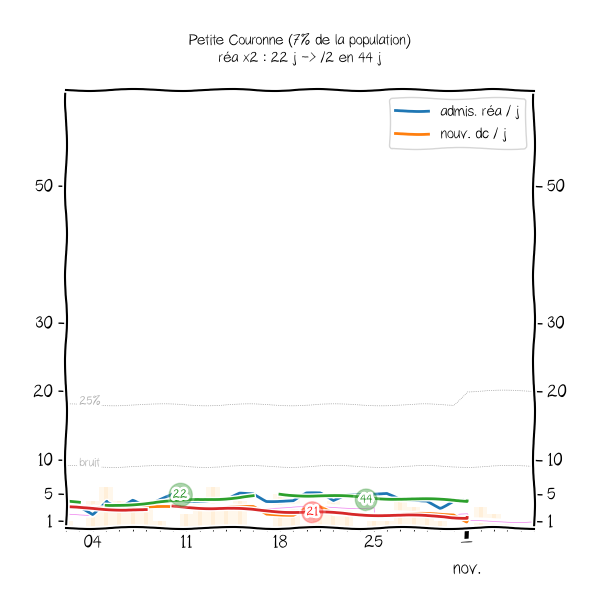 Petite Couronne (7% de la population)
réa x2 : 22 j -> /2 en 44 j
admis. réa / j
nouv. dc / j
50 50
30 30
20 20
25%
10 10
bruit
5 5
22 44
21
1 1
04 11 18 25 1
nov.